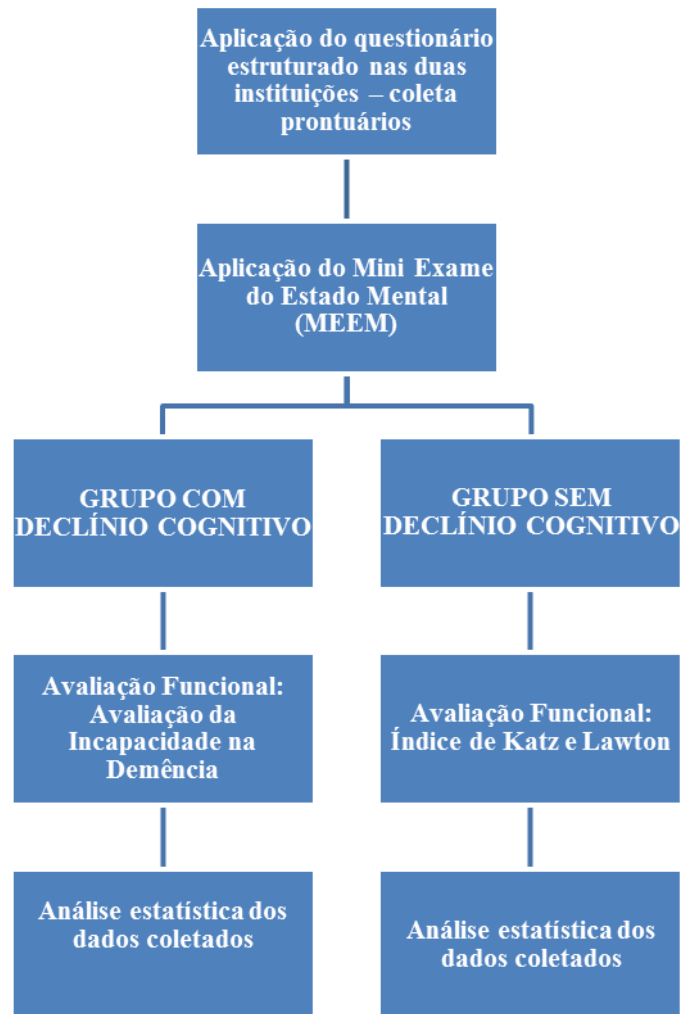 Aplicação do questionário
estruturado nas duas
instituições – coleta
prontuários
Aplicação do Mini Exame
do Estado Mental
(MEEM)
GRUPO COM
DECLÍNIO COGNITIVO
GRUPO SEM
DECLÍNIO COGNITIVO
Avaliação Funcional:
Avaliação da
Incapacidade na
Demência
Avaliação Funcional:
Índice de Katz e Lawton
Análise estatística dos
dados coletados
Análise estatística dos
dados coletados